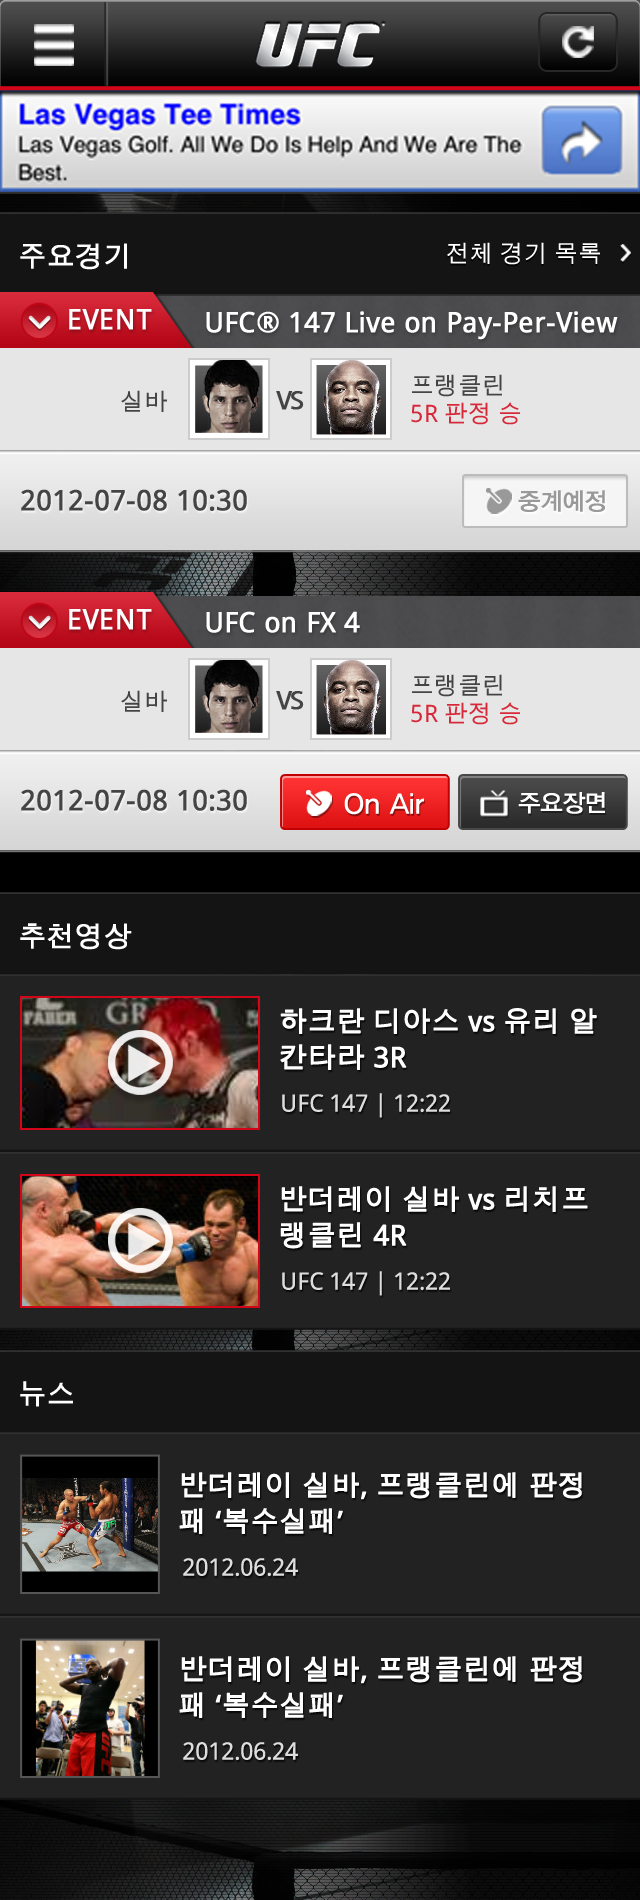 UFC
Las Vegas Tee Times
Las Vegas Golf. All We Do Is Help And We Are The
Best.
주요경기
전체 경기 목록
EVENT
UFC® 147 Live on Pay-Per-View
실바
VS
프랭클린
5R 판정 승
2012-07-08 10:30
중계예정
EVENT
UFC on FX 4
실바
VS
프랭클린
5R 판정 승
2012-07-08 10:30
On Air
주요장면
추천영상
FABER
하크란 디아스 vs 유리 알
칸타라 3R
UFC 147 | 12:22
반더레이 실바 vs 리치프
랭클린 4R
UFC 147 | 12:22
뉴스
반더레이 실바, 프랭클린에 판정
패 ‘복수실패’
2012.06.24
반더레이 실바, 프랭클린에 판정
패 ‘복수실패’
2012.06.24